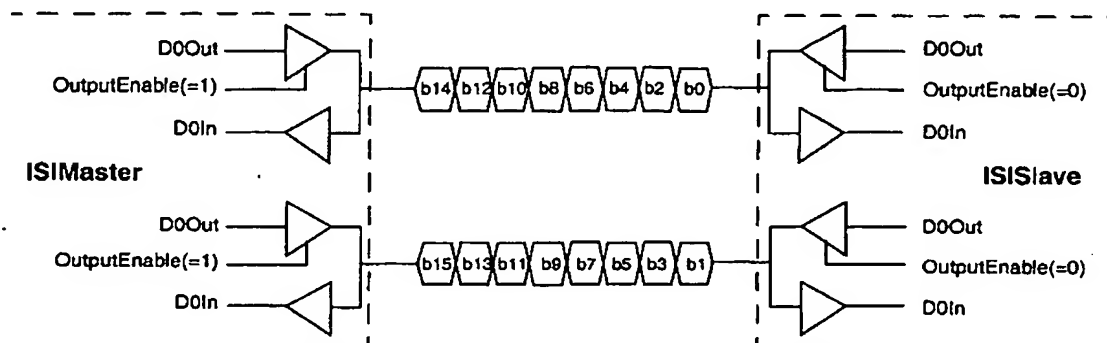 D0Out
D0Out
OutputEnable(=1)
b14 b12 b10 b8 b6 b4 b2 b0
OutputEnable(=0)
D0In
D0In
ISIMaster
ISISlave
D0Out
D0Out
OutputEnable(=1)
b15 b13 b11 b9 b7 b5 b3 b1
OutputEnable(=0)
D0In
D0In